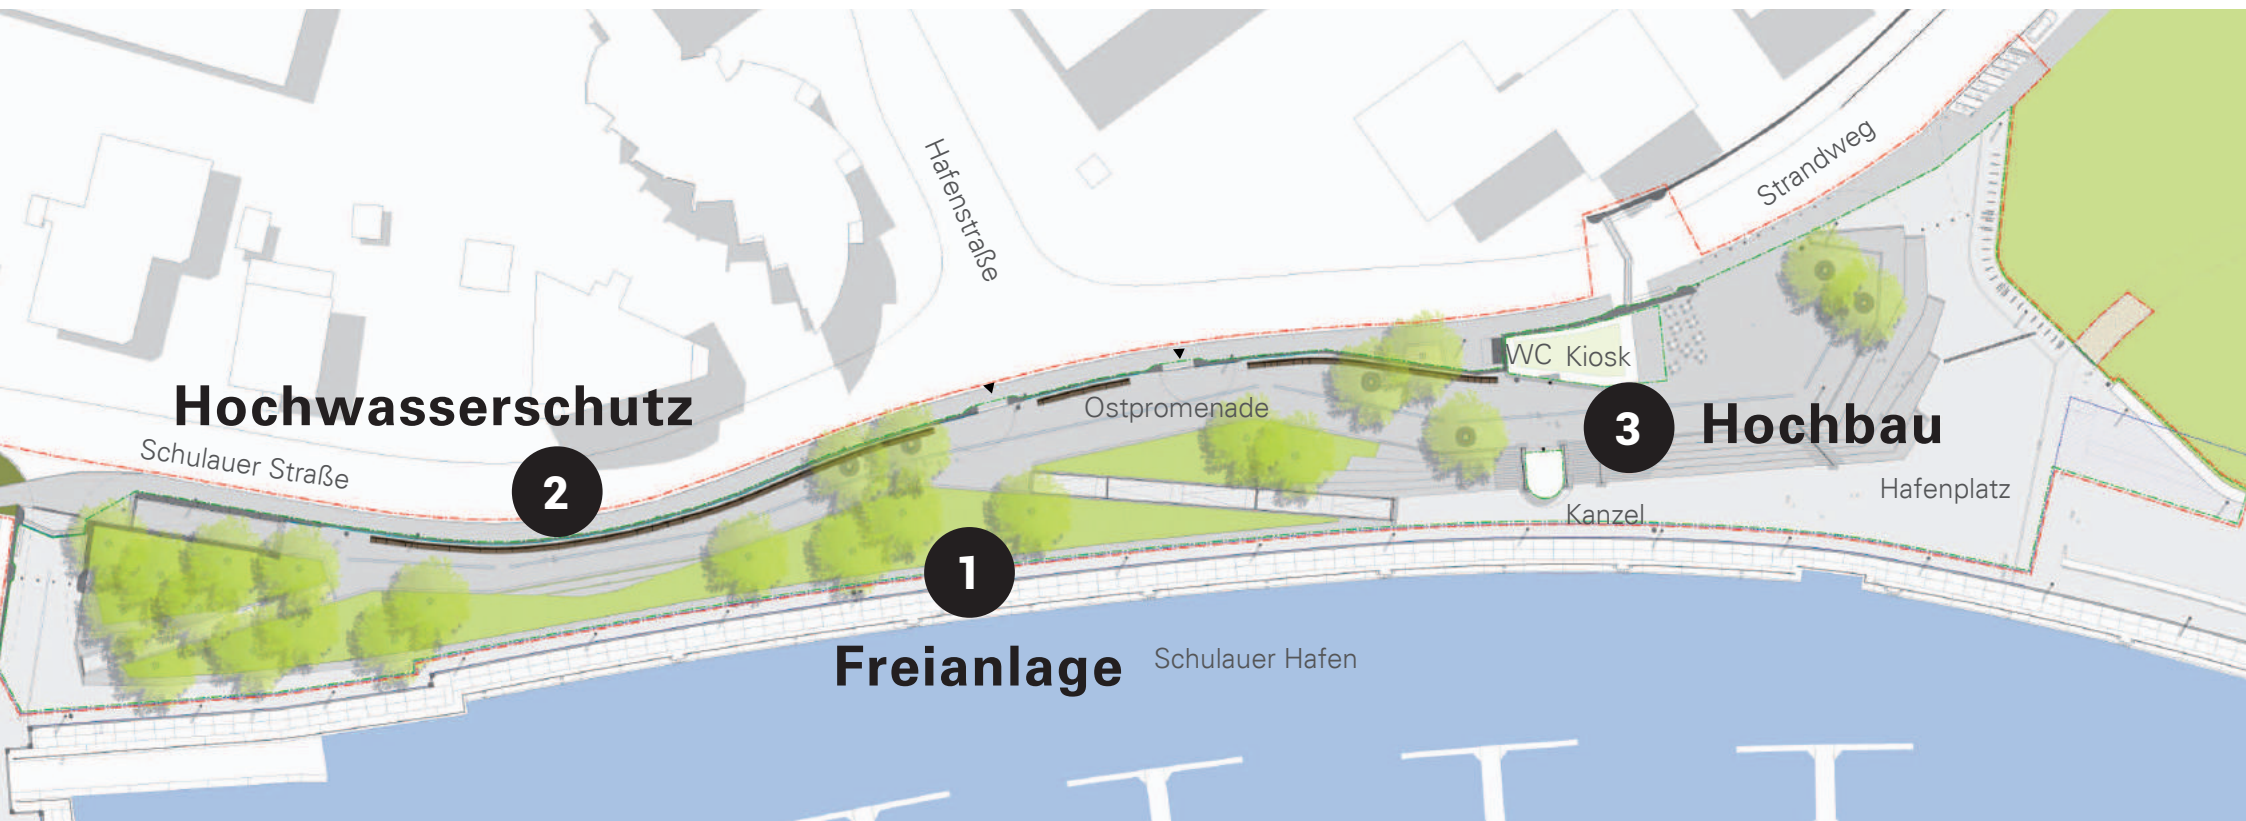 Hafenstraße
Strandweg
WC Kiosk
Hochwasserschutz
Ostpromenade
3 Hochbau
Schulauer Straße
2
Hafenplatz
Kanzel
1
Freianlage
Schulauer Hafen